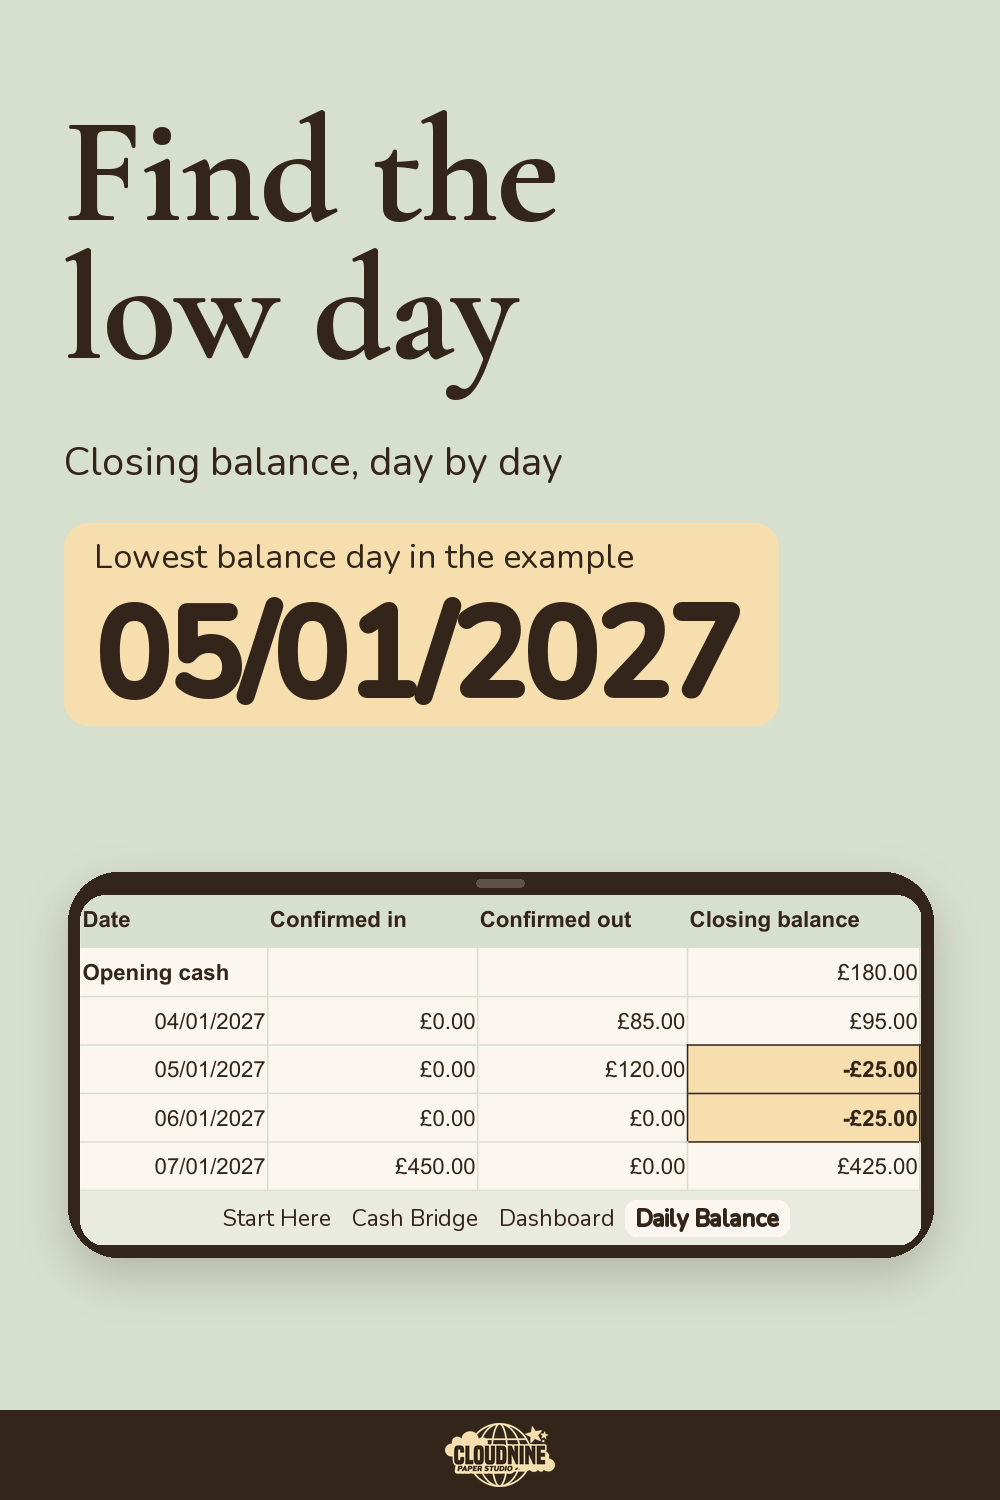 Find the
low day
Closing balance, day by day
Lowest balance day in the example
05/01/2027
Date Confirmed in Confirmed out Closing balance
Opening cash £180.00
04/01/2027 £0.00 £85.00 £95.00
05/01/2027 £0.00 £120.00 -£25.00
06/01/2027 £0.00 £0.00 -£25.00
07/01/2027 £450.00 £0.00 £425.00
Start Here Cash Bridge Dashboard Daily Balance
CLOUDNINE
PAPER STUDIO